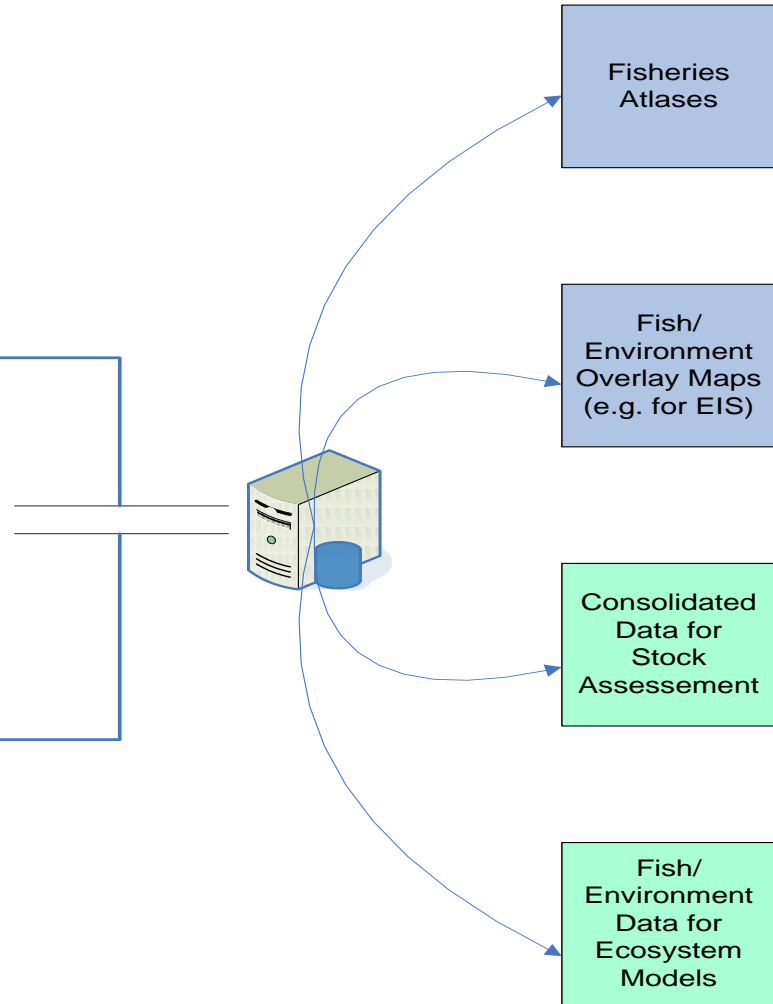 Fisheries
Atlases
Fish/
Environment
Overlay Maps
(e.g. for EIS)
Consolidated
Data for
Stock
Assessement
Fish/
Environment
Data for
Ecosystem
Models